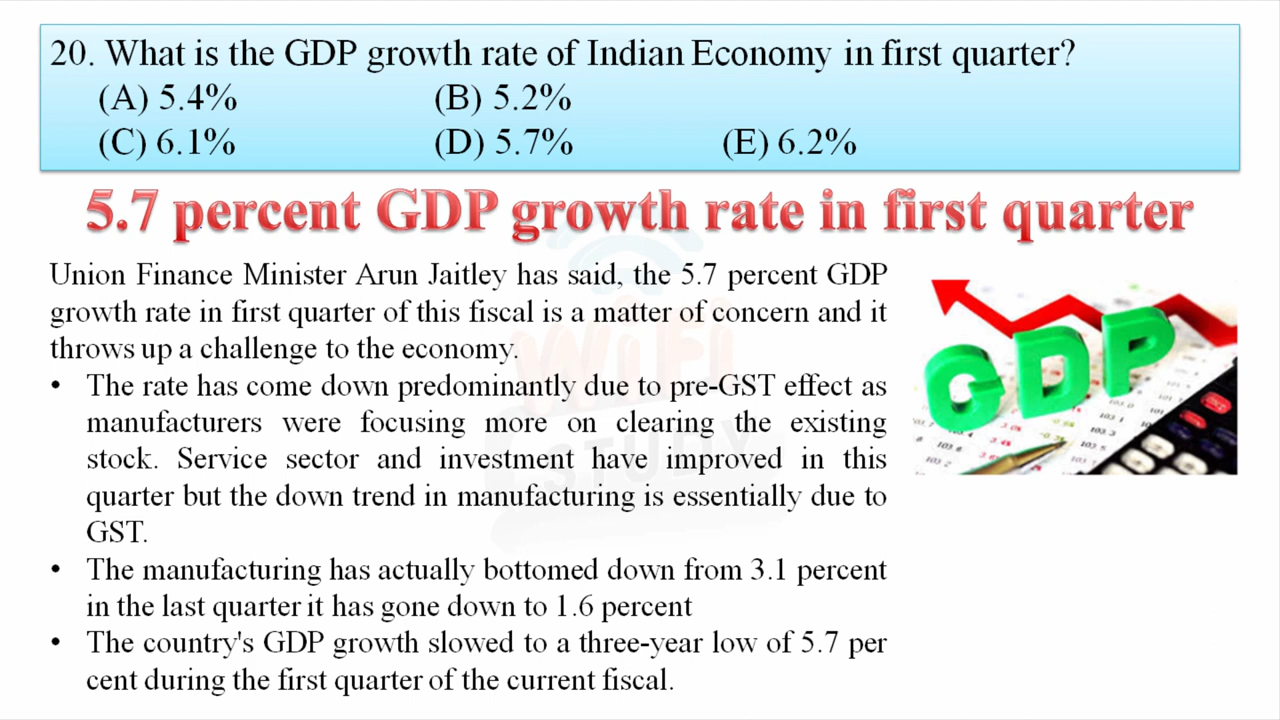 20. What is the GDP growth rate of Indian Economy in first quarter?
(A) 5.4% (B) 5.2%
(C) 6.1% (D) 5.7% (E) 6.2%
5.7 percent GDP growth rate in first quarter
Union Finance Minister Arun Jaitley has said, the 5.7 percent GDP
growth rate in first quarter of this fiscal is a matter of concern and it
throws up a challenge to the economy.
• The rate has come down predominantly due to pre-GST effect as
manufacturers were focusing more on clearing the existing
stock. Service sector and investment have improved in this
quarter but the down trend in manufacturing is essentially due to
GST.
• The manufacturing has actually bottomed down from 3.1 percent
in the last quarter it has gone down to 1.6 percent
• The country's GDP growth slowed to a three-year low of 5.7 per
cent during the first quarter of the current fiscal.
WiFi
STUDY
GDP